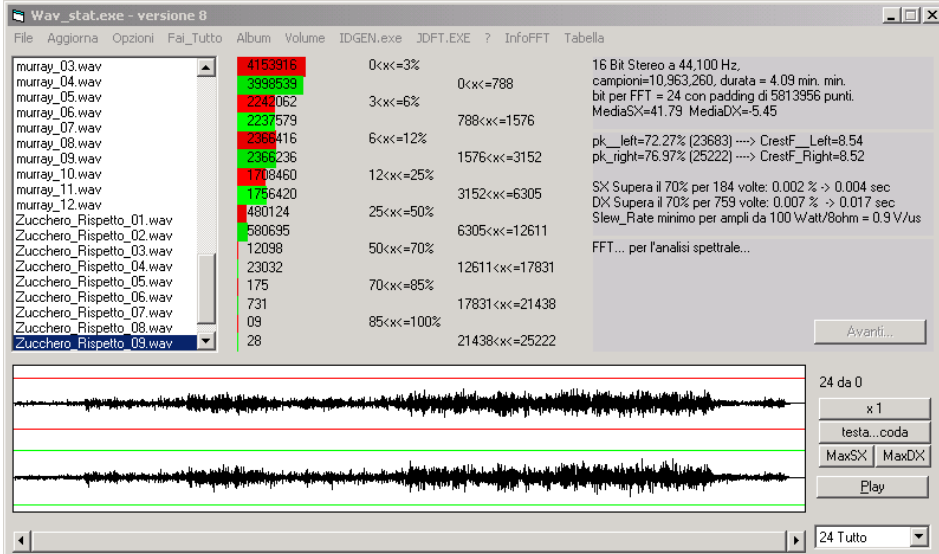 Wav_stat.exe - versione 8
File Aggiorna Opzioni Fai_Tutto Album Volume IDGEN.exe JDFT.EXE ? InfoFFT Tabella
murray_03.wav
murray_04.wav
murray_05.wav
murray_06.wav
murray_07.wav
murray_08.wav
murray_09.wav
murray_10.wav
murray_11.wav
murray_12.wav
Zucchero_Rispetto_01.wav
Zucchero_Rispetto_02.wav
Zucchero_Rispetto_03.wav
Zucchero_Rispetto_04.wav
Zucchero_Rispetto_05.wav
Zucchero_Rispetto_06.wav
Zucchero_Rispetto_07.wav
Zucchero_Rispetto_08.wav
Zucchero_Rispetto_09.wav
4153916 0<x<=3%
3998539 0<x<=788
2242062 3<x<=6%
2237579 788<x<=1576
2366416 6<x<=12%
2366236 1576<x<=3152
1708460 12<x<=25%
1756420 3152<x<=6305
480124 25<x<=50%
580695 6305<x<=12611
12098 50<x<=70%
23032 12611<x<=17831
175 70<x<=85%
731 17831<x<=21438
09 85<x<=100%
28 21438<x<=25222
16 Bit Stereo a 44,100 Hz,
campioni=10,963,260, durata = 4.09 min. min.
bit per FFT = 24 con padding di 5813956 punti.
MediaSX=41.79 MediaDX=-5.45
pk__left=72.27% (23683) ----> CrestF__Left=8.54
pk_right=76.97% (25222) ----> CrestF_Right=8.52
SX Supera il 70% per 184 volte: 0.002 % -> 0.004 sec
DX Supera il 70% per 759 volte: 0.007 % -> 0.017 sec
Slew_Rate minimo per ampli da 100 Watt/8ohm = 0.9 V/us
FFT... per l'analisi spettrale...
Avanti...
24 da 0
x 1
testa...coda
MaxSX MaxDX
Play
24 Tutto